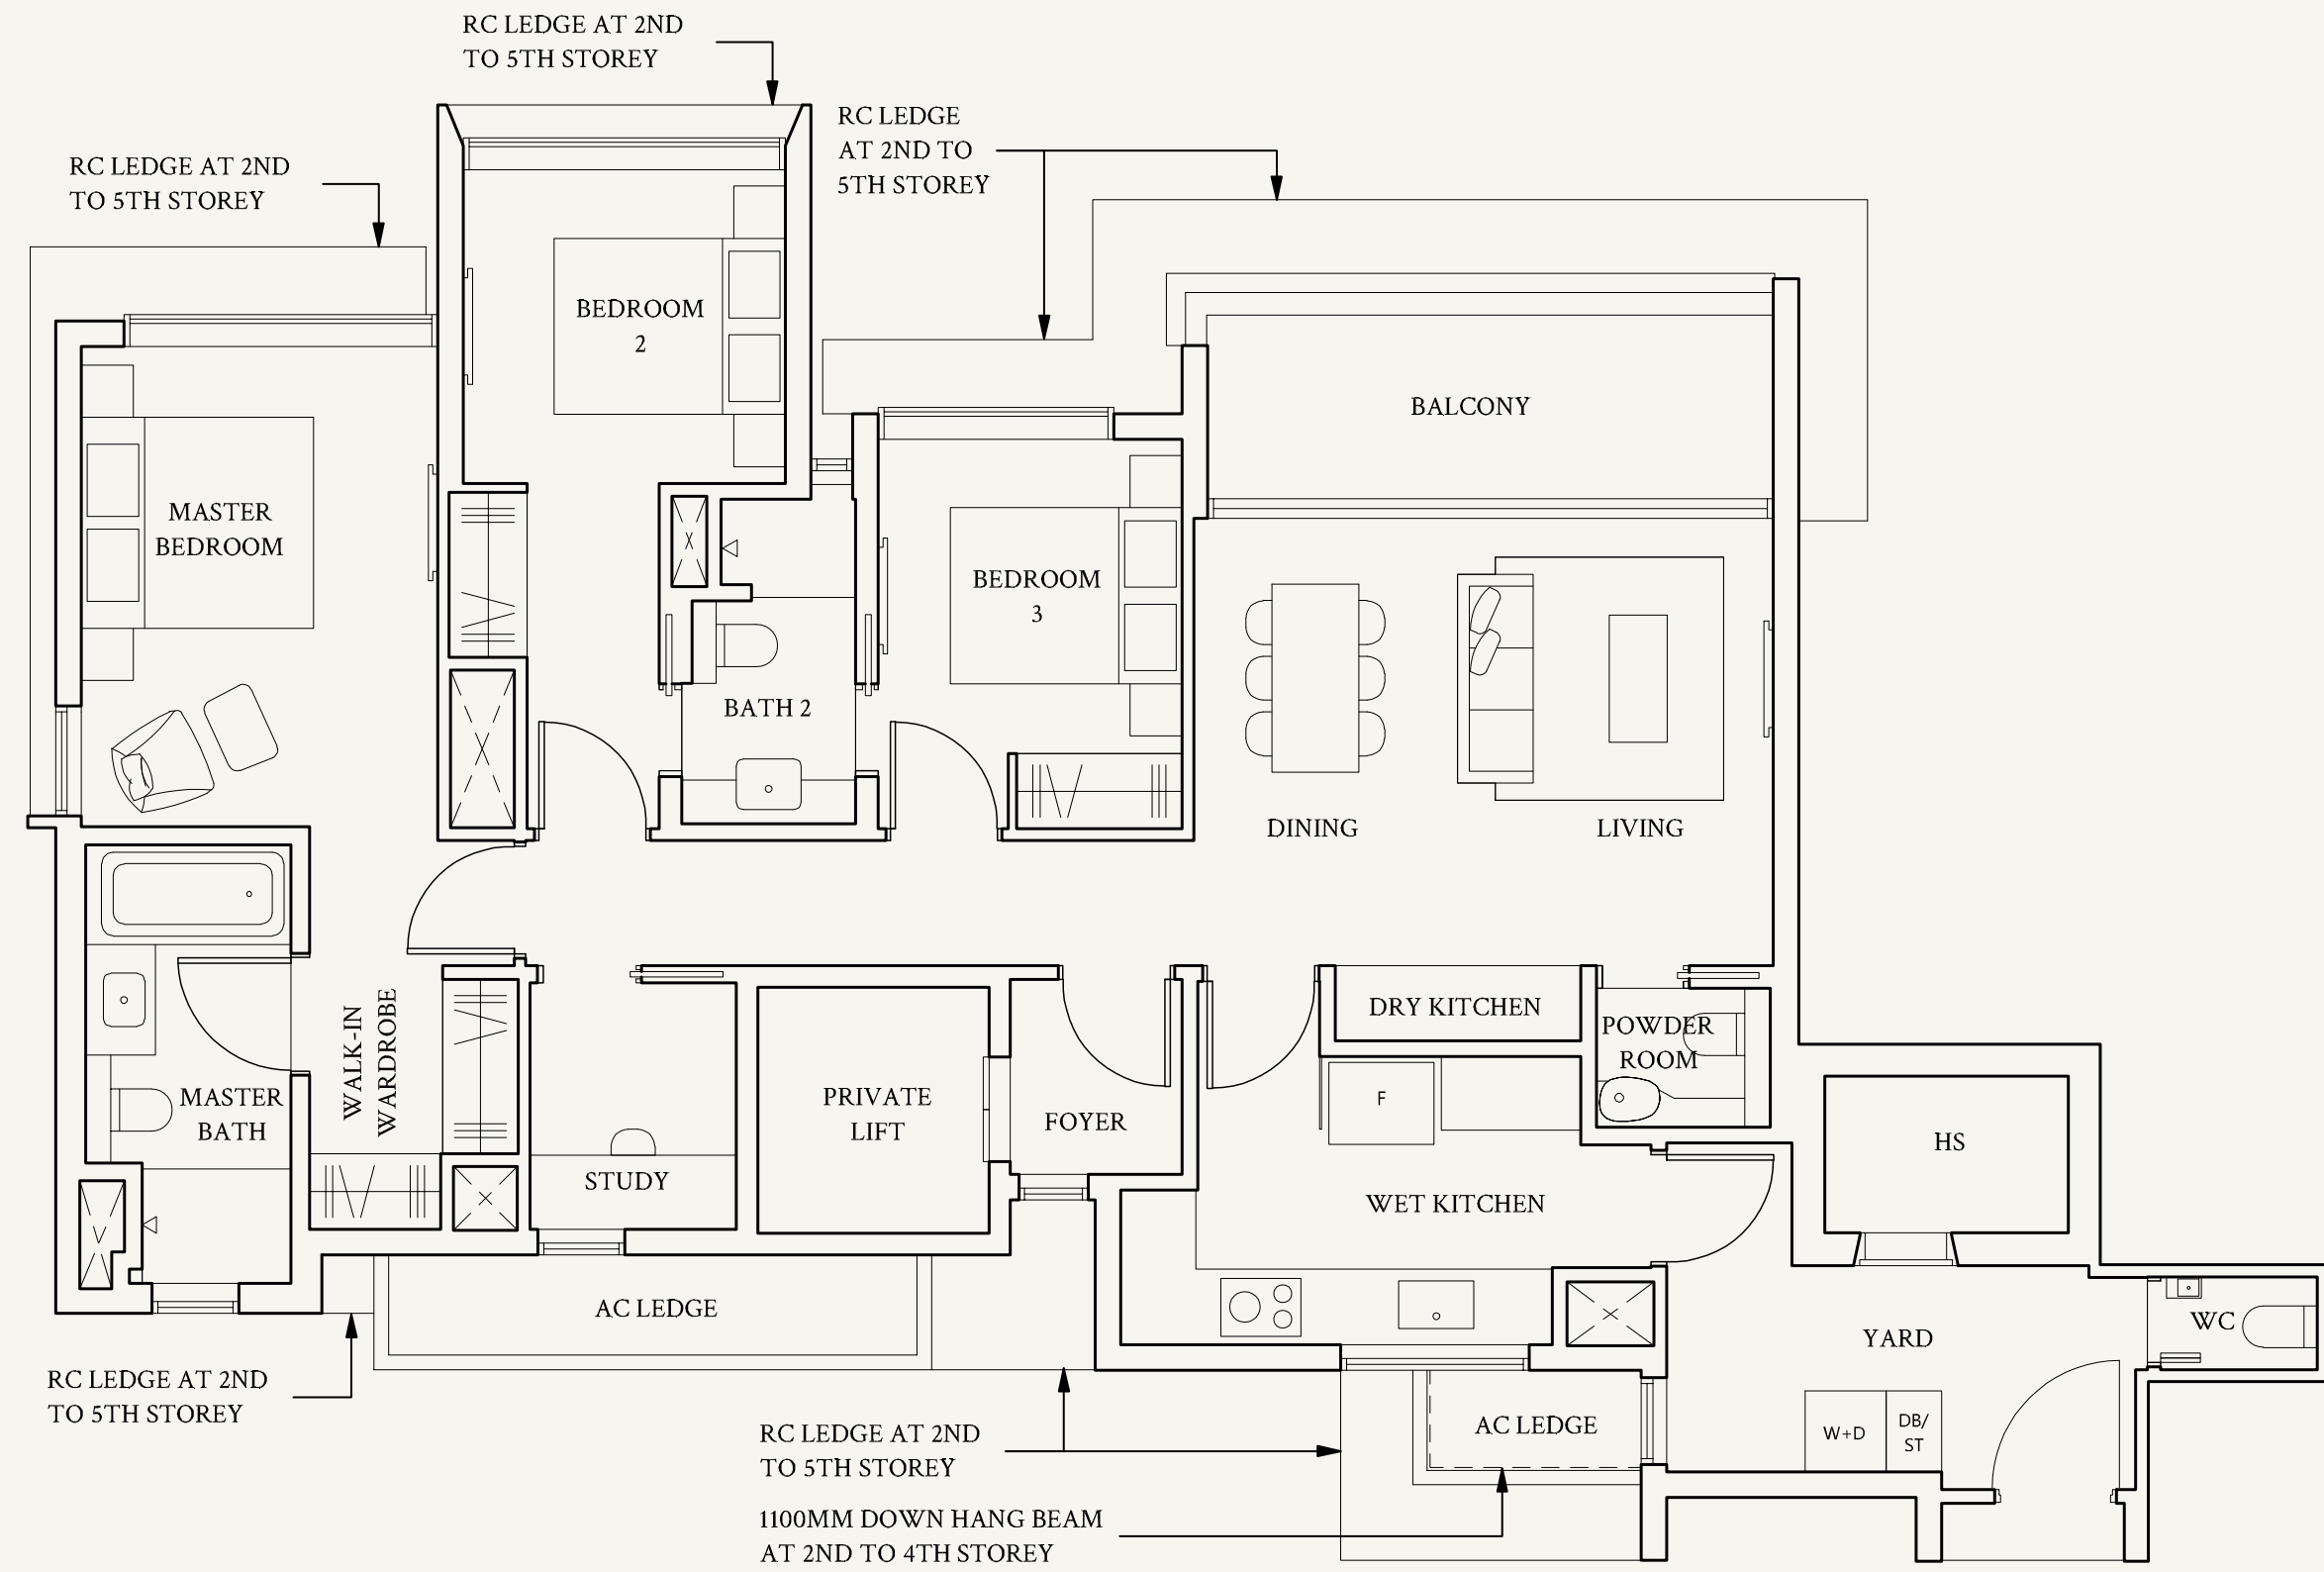 RC LEDGE AT 2ND
TO 5TH STOREY
RC LEDGE
AT 2ND TO
5TH STOREY
RC LEDGE AT 2ND
TO 5TH STOREY
BEDROOM
2
BALCONY
MASTER
BEDROOM
BEDROOM
3
BATH 2
DINING
LIVING
DRY KITCHEN
POWDER
ROOM
WALK-IN
WARDROBE
MASTER
BATH
PRIVATE
LIFT
FOYER
F
HS
STUDY
WET KITCHEN
AC LEDGE
WC
YARD
RC LEDGE AT 2ND
TO 5TH STOREY
AC LEDGE
W+D
DB/
ST
RC LEDGE AT 2ND
TO 5TH STOREY
1100MM DOWN HANG BEAM
AT 2ND TO 4TH STOREY